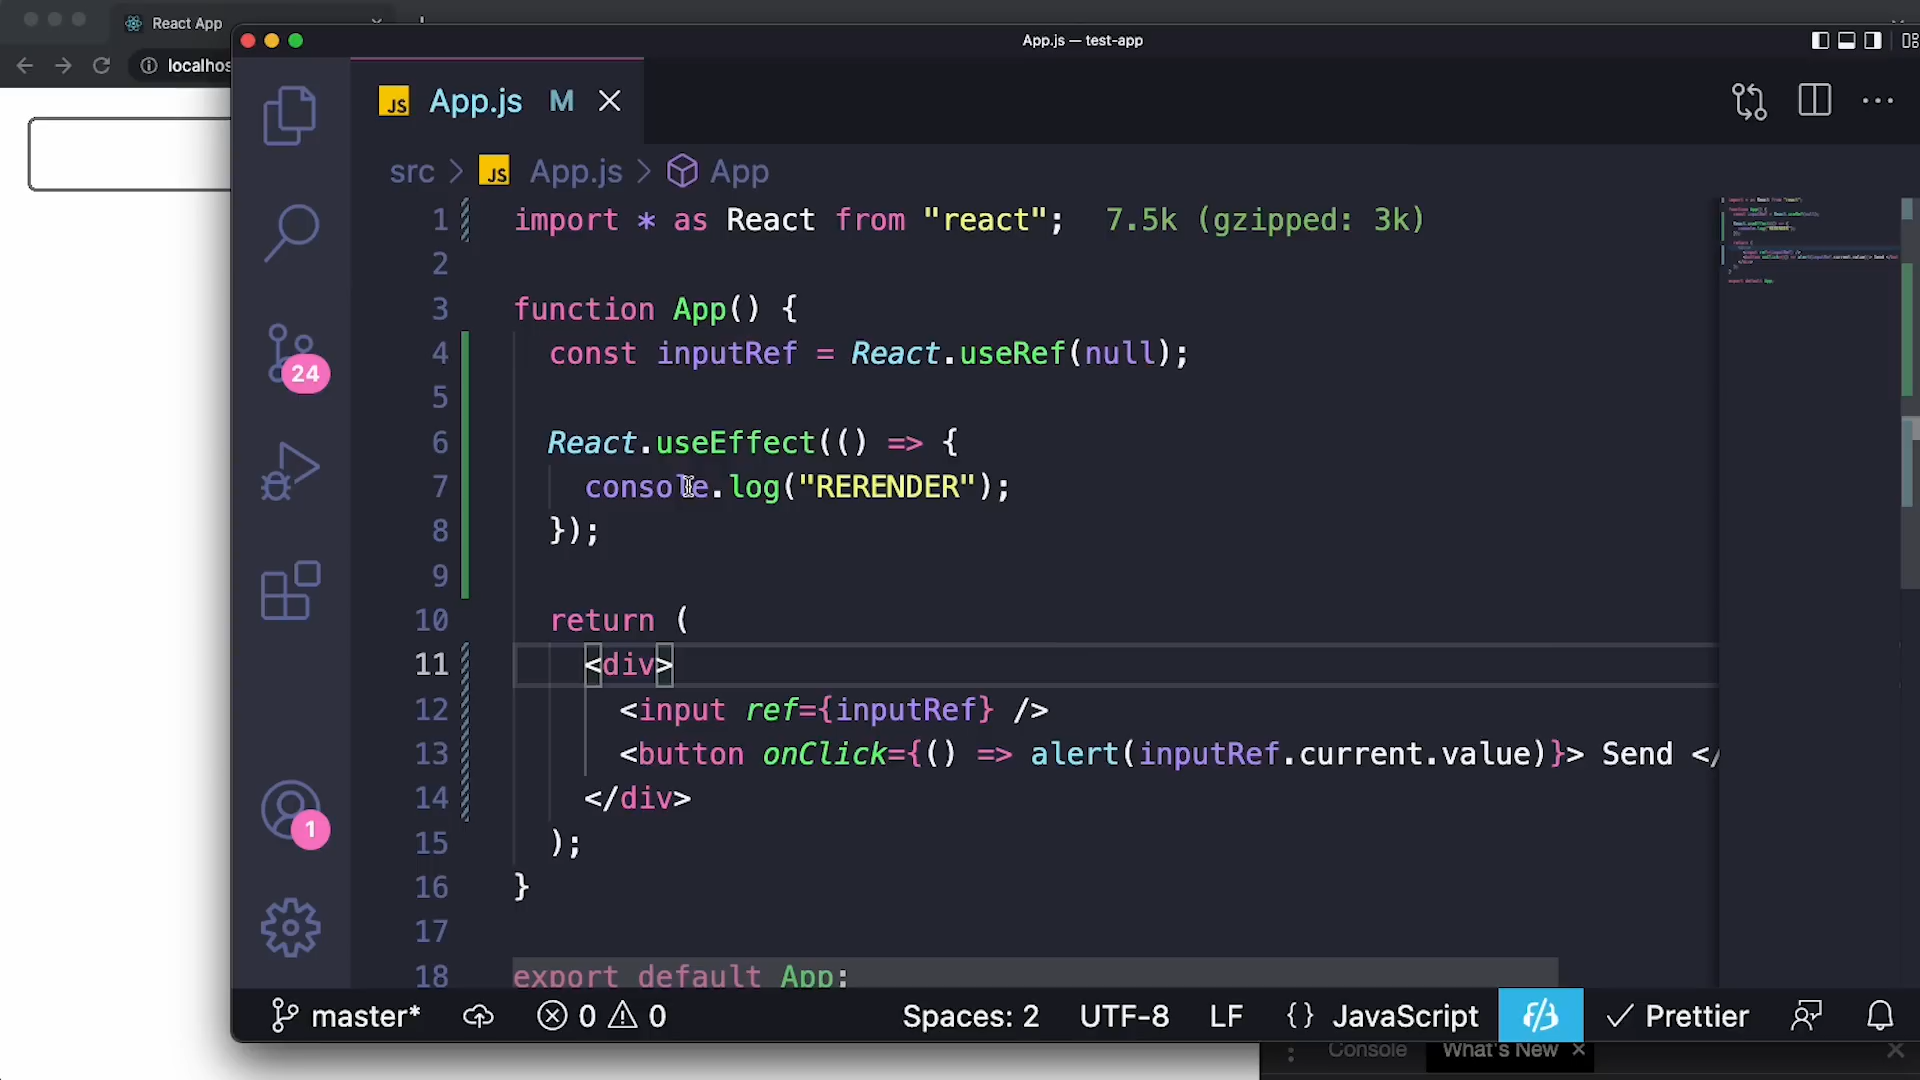 React App
localhos
App.js — test-app
JS App.js M
src > JS App.js > App
1 import * as React from "react"; 7.5k (gzipped: 3k)
2
3 function App() {
4 const inputRef = React.useRef(null);
5
6 React.useEffect(() => {
7 console.log("RERENDER");
8 });
9
10 return (
11 <div>
12 <input ref={inputRef} />
13 <button onClick={() => alert(inputRef.current.value)}> Send </
14 </div>
15 );
16 }
17
18 export default App;
24
1
master* 0 0 Spaces: 2 UTF-8 LF {} JavaScript Prettier
Console What's New